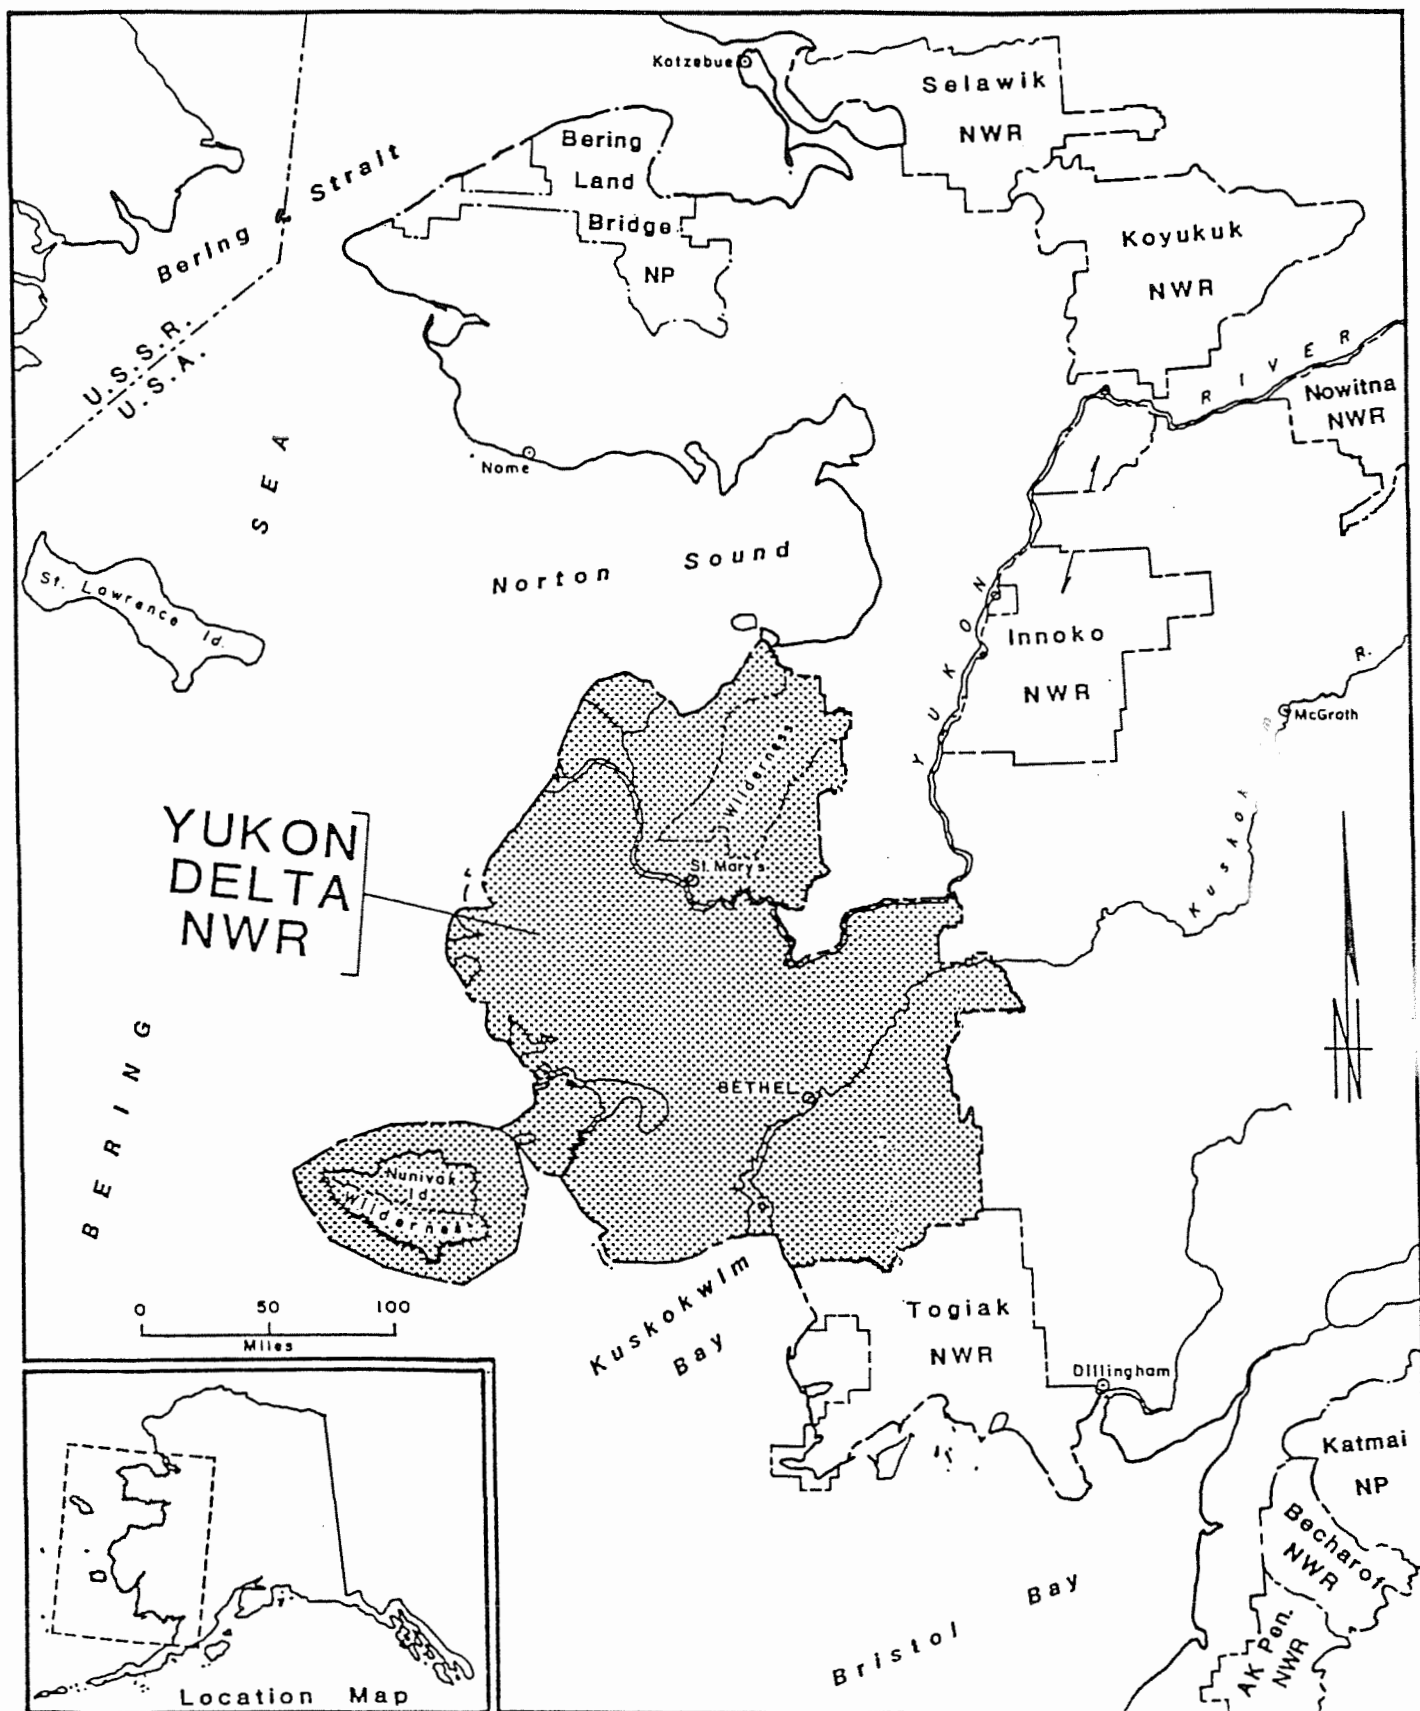 Kotzebue
Selawik
NWR
Bering
Land
Bridge
NP
Bering Strait
Koyukuk
NWR
U.S.S.R.
U.S.A.
YUKON RIVER
Nowitna
NWR
Nome
BERING SEA
Norton Sound
St. Lawrence Id.
Innoko
NWR
McGrath
Kuskok R.
Wilderness
YUKON
DELTA
NWR
St. Marys
BETHEL
Nunivak
Id.
Wilderness
N
0 50 100
Miles
Kuskokwim
Bay
Togiak
NWR
Dillingham
Katmai
NP
Becharof
NWR
AK Pen.
NWR
Bristol Bay
Location Map